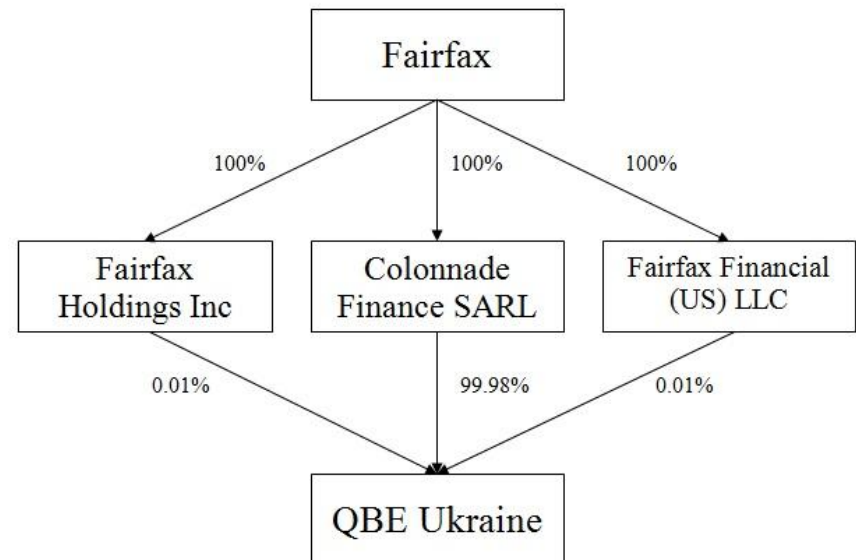 Fairfax
100%
100%
100%
Fairfax
Holdings Inc
Colonnade
Finance SARL
Fairfax Financial
(US) LLC
0.01%
99.98%
0.01%
QBE Ukraine